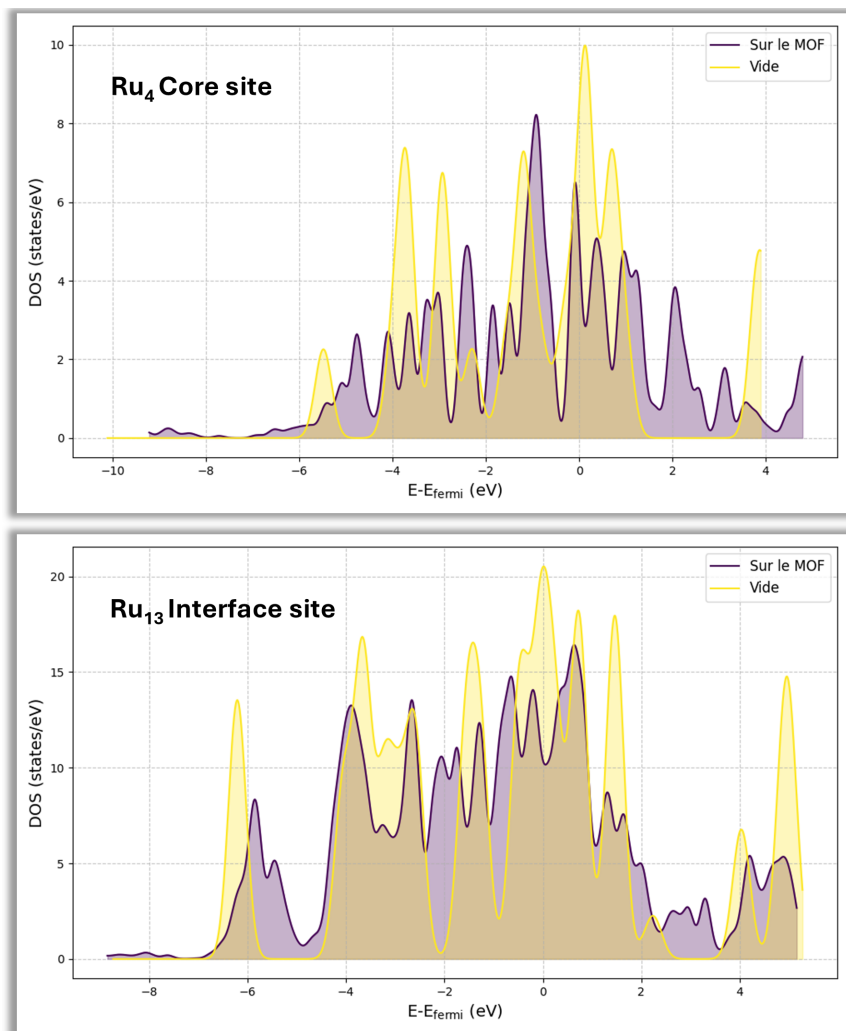 Ru₄ Core site
Sur le MOF
Vide
DOS (states/eV)
10
8
6
4
2
0
−10
−8
−6
−4
−2
0
2
4
E-E_fermi (eV)
Ru₁₃ Interface site
Sur le MOF
Vide
DOS (states/eV)
20
15
10
5
0
−8
−6
−4
−2
0
2
4
E-E_fermi (eV)